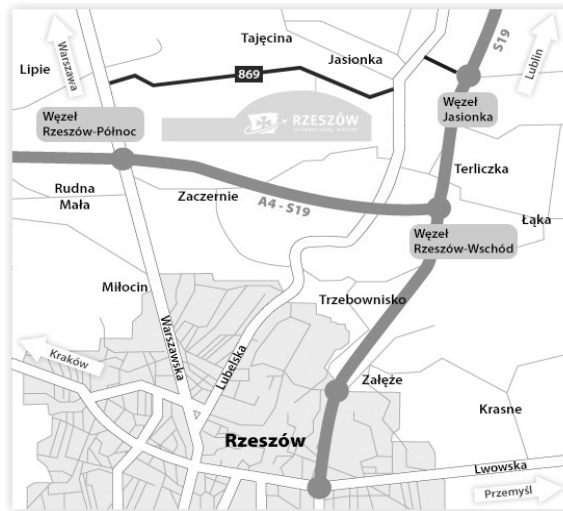 Tajęcina
S19
Warszawa
Lublin
Lipie
Jasionka
869
Węzeł
Rzeszów-Północ
RZESZÓW
INTERNATIONAL AIRPORT
Węzeł
Jasionka
Terliczka
Rudna
Mała
Zaczernie
A4 - S19
Łąka
Węzeł
Rzeszów-Wschód
Miłocin
Trzebownisko
Warszawska
Lubelska
Kraków
Załęże
Krasne
Rzeszów
Lwowska
Przemyśl